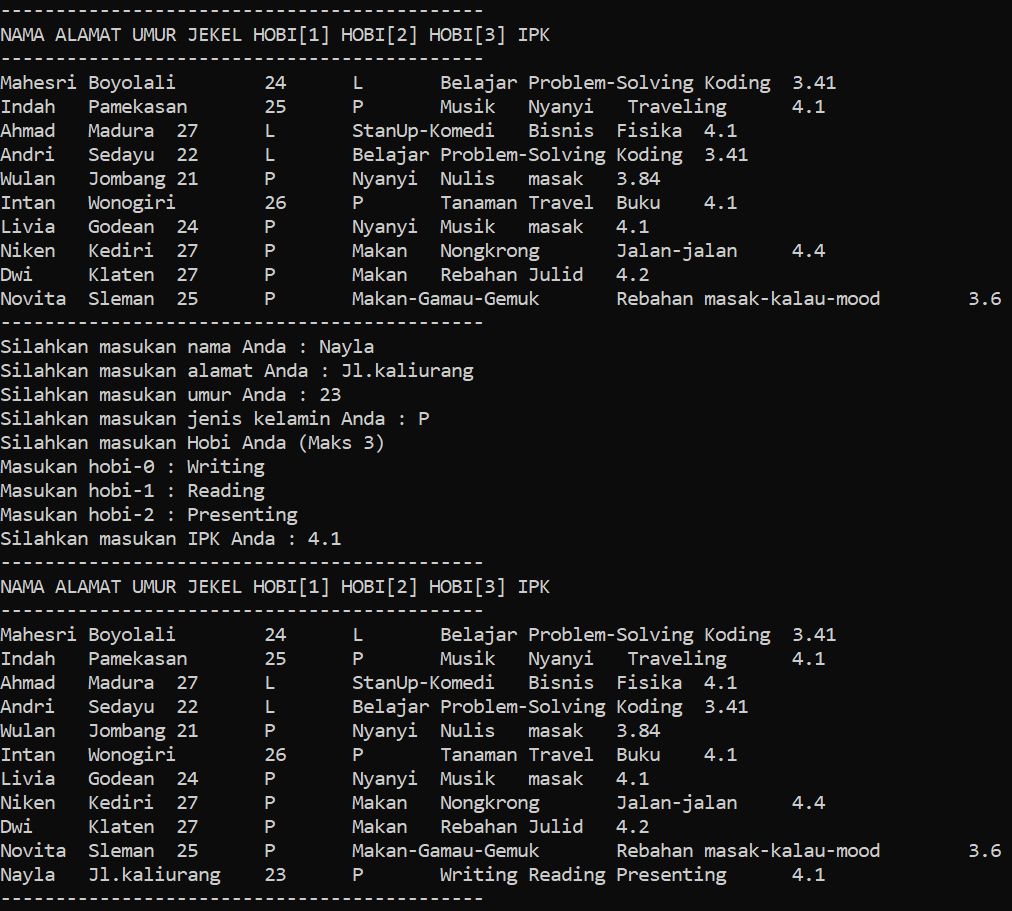 --------------------------------------------
NAMA ALAMAT UMUR JEKEL HOBI[1] HOBI[2] HOBI[3] IPK
--------------------------------------------
Mahesri Boyolali        24      L       Belajar Problem-Solving Koding  3.41
Indah   Pamekasan       25      P       Musik   Nyanyi   Traveling      4.1
Ahmad   Madura  27      L       StanUp-Komedi   Bisnis  Fisika  4.1
Andri   Sedayu  22      L       Belajar Problem-Solving Koding  3.41
Wulan   Jombang 21      P       Nyanyi  Nulis   masak   3.84
Intan   Wonogiri        26      P       Tanaman Travel  Buku    4.1
Livia   Godean  24      P       Nyanyi  Musik   masak   4.1
Niken   Kediri  27      P       Makan   Nongkrong       Jalan-jalan     4.4
Dwi     Klaten  27      P       Makan   Rebahan Julid   4.2
Novita  Sleman  25      P       Makan-Gamau-Gemuk       Rebahan masak-kalau-mood        3.6
--------------------------------------------
Silahkan masukan nama Anda : Nayla
Silahkan masukan alamat Anda : Jl.kaliurang
Silahkan masukan umur Anda : 23
Silahkan masukan jenis kelamin Anda : P
Silahkan masukan Hobi Anda (Maks 3)
Masukan hobi-0 : Writing
Masukan hobi-1 : Reading
Masukan hobi-2 : Presenting
Silahkan masukan IPK Anda : 4.1
--------------------------------------------
NAMA ALAMAT UMUR JEKEL HOBI[1] HOBI[2] HOBI[3] IPK
--------------------------------------------
Mahesri Boyolali        24      L       Belajar Problem-Solving Koding  3.41
Indah   Pamekasan       25      P       Musik   Nyanyi   Traveling      4.1
Ahmad   Madura  27      L       StanUp-Komedi   Bisnis  Fisika  4.1
Andri   Sedayu  22      L       Belajar Problem-Solving Koding  3.41
Wulan   Jombang 21      P       Nyanyi  Nulis   masak   3.84
Intan   Wonogiri        26      P       Tanaman Travel  Buku    4.1
Livia   Godean  24      P       Nyanyi  Musik   masak   4.1
Niken   Kediri  27      P       Makan   Nongkrong       Jalan-jalan     4.4
Dwi     Klaten  27      P       Makan   Rebahan Julid   4.2
Novita  Sleman  25      P       Makan-Gamau-Gemuk       Rebahan masak-kalau-mood        3.6
Nayla   Jl.kaliurang    23      P       Writing Reading Presenting      4.1
--------------------------------------------